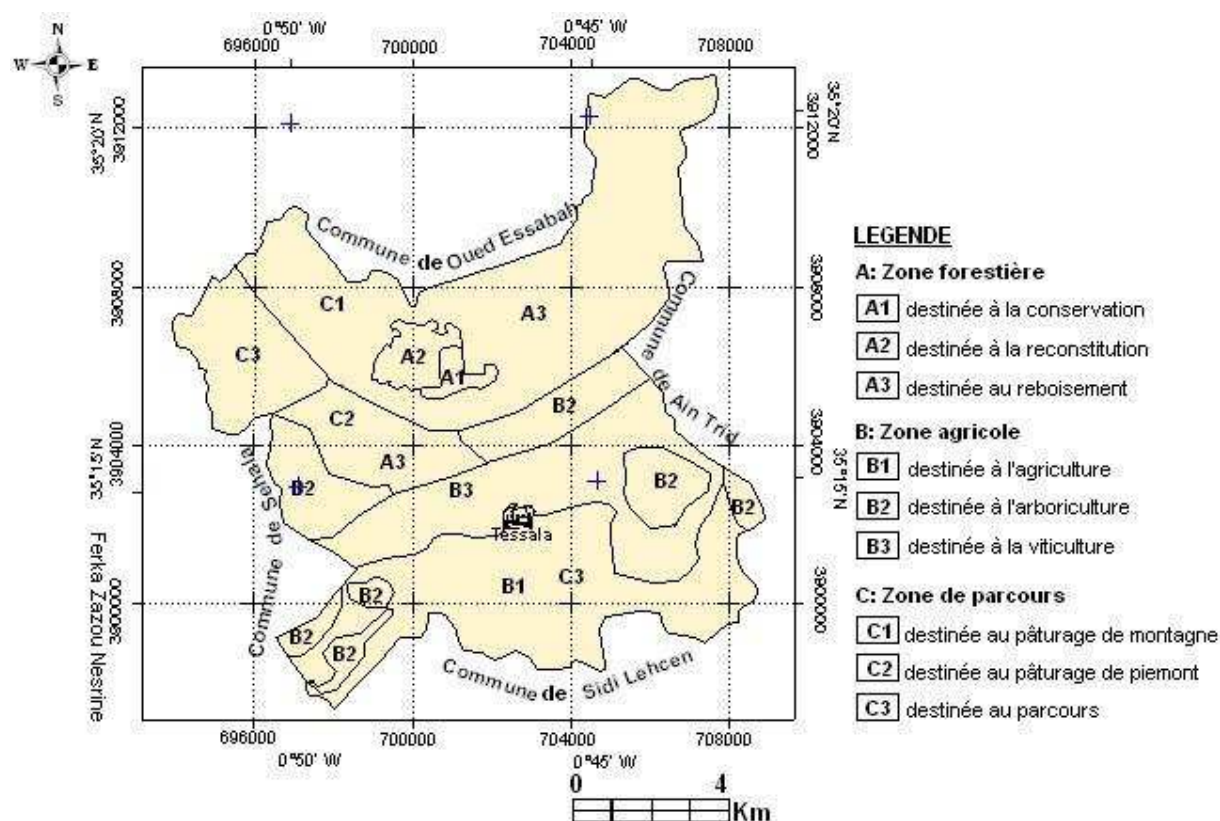 N
W E
S
0°50' W 0°45' W
696000 700000 704000 708000
35°20'N 3912000
3912000 35°20'N
Commune de Oued Essabah
3908000
3908000
C1
A3
C3
A2
A1
Commune de Ain Trid
B2
C2
35°15'N 3904000
3904000 35°15'N
A3
B2
B3
B2
B2
Tessala
Commune de Senala
B1
C3
3900000
3900000
B2
B2
B2
Commune de Sidi Lehcen
Ferka Zazou Nesrine
696000 700000 704000 708000
0°50' W 0°45' W
0 4
Km
LEGENDE
A: Zone forestière
A1 destinée à la conservation
A2 destinée à la reconstitution
A3 destinée au reboisement
B: Zone agricole
B1 destinée à l'agriculture
B2 destinée à l'arboriculture
B3 destinée à la viticulture
C: Zone de parcours
C1 destinée au pâturage de montagne
C2 destinée au pâturage de piemont
C3 destinée au parcours